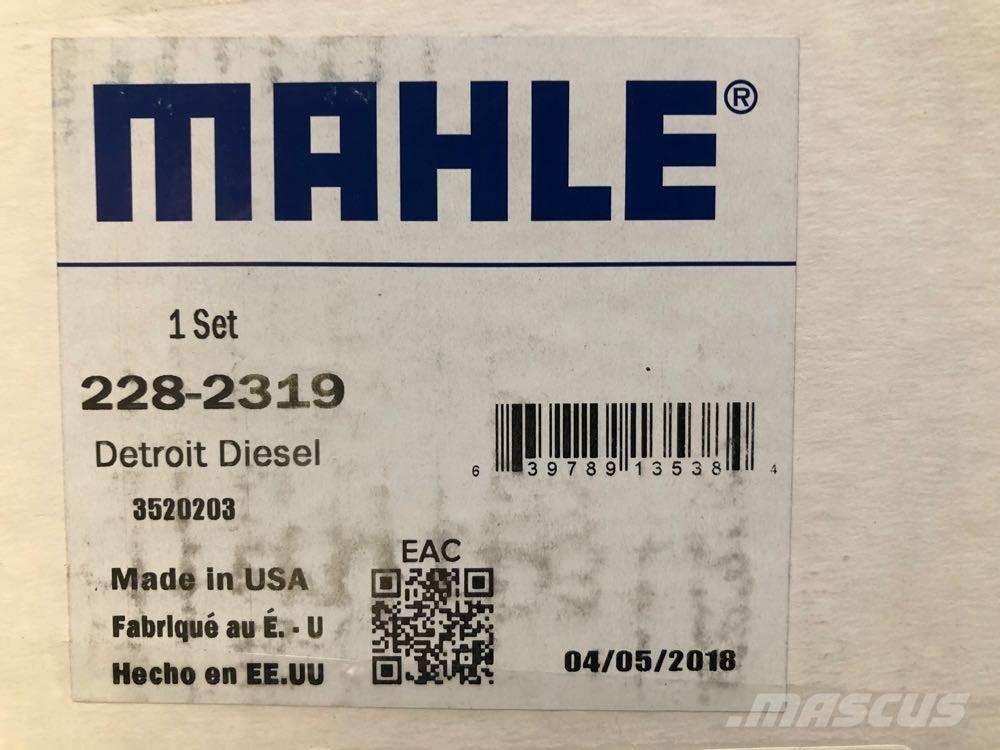 MAHLE®
1 Set
228-2319
Detroit Diesel
3520203
6 39789 13538 4
EAC
Made in USA
Fabriqué au É. - U
Hecho en EE.UU
04/05/2018
MASCUS